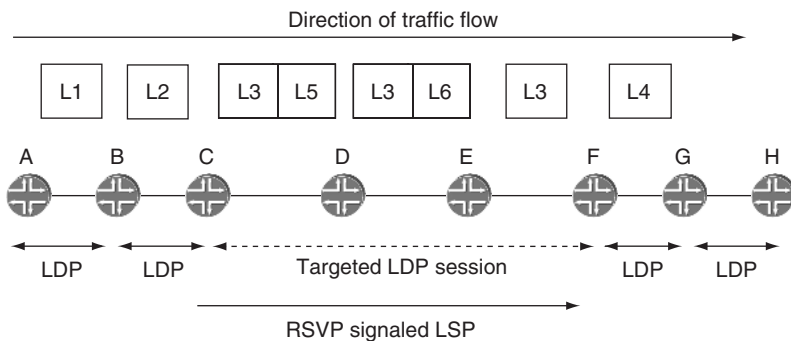 Direction of traffic flow
L1 L2 L3 L5 L3 L6 L3 L4
A B C D E F G H
LDP LDP Targeted LDP session LDP LDP
RSVP signaled LSP